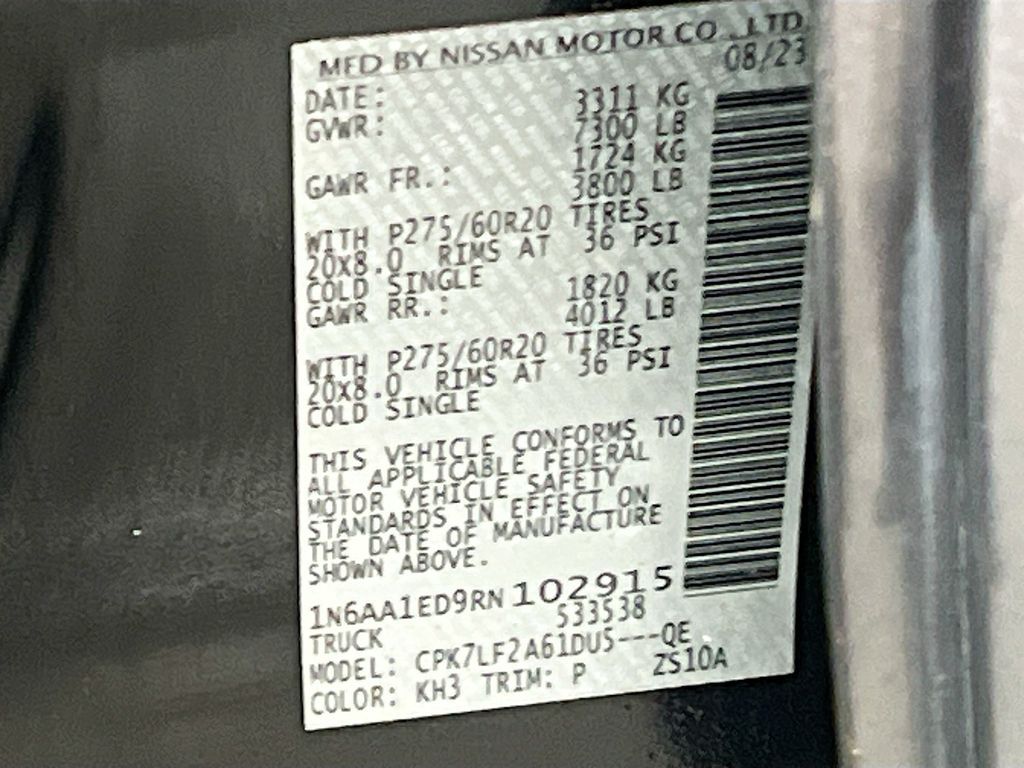 MFD BY NISSAN MOTOR CO., LTD
DATE: 08/23
GVWR: 3311 KG
7300 LB
GAWR FR.: 1724 KG
3800 LB
WITH P275/60R20 TIRES
20x8.0 RIMS AT 36 PSI
COLD SINGLE
GAWR RR.: 1820 KG
4012 LB
WITH P275/60R20 TIRES
20x8.0 RIMS AT 36 PSI
COLD SINGLE
THIS VEHICLE CONFORMS TO
ALL APPLICABLE FEDERAL
MOTOR VEHICLE SAFETY
STANDARDS IN EFFECT ON
THE DATE OF MANUFACTURE
SHOWN ABOVE.
1N6AA1ED9RN102915
TRUCK 533538
MODEL: CPK7LF2A61DU5---QE
COLOR: KH3 TRIM: P ZS10A